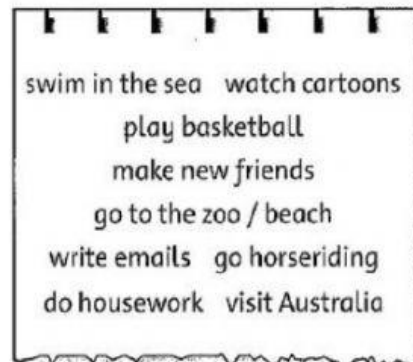 swim in the sea watch cartoons
play basketball
make new friends
go to the zoo / beach
write emails go horseriding
do housework visit Australia